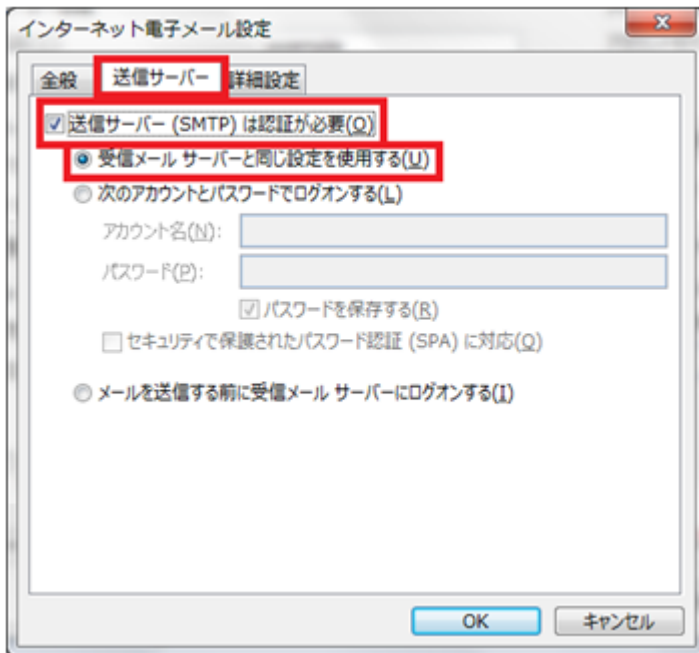 インターネット電子メール設定
全般 送信サーバー 詳細設定
送信サーバー (SMTP) は認証が必要(O)
受信メール サーバーと同じ設定を使用する(U)
次のアカウントとパスワードでログオンする(L)
アカウント名(N):
パスワード(P):
パスワードを保存する(R)
セキュリティで保護されたパスワード認証 (SPA) に対応(Q)
メールを送信する前に受信メール サーバーにログオンする(I)
OK キャンセル